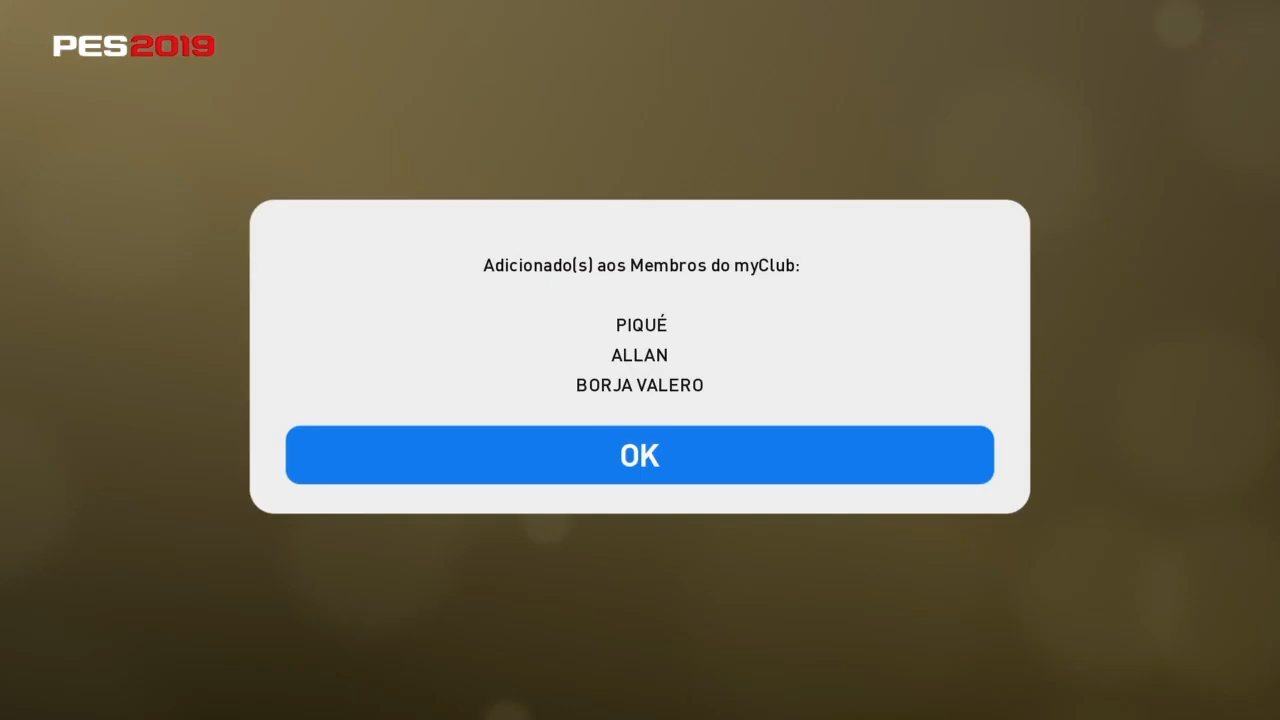 PES2019
Adicionado(s) aos Membros do myClub:
PIQUÉ
ALLAN
BORJA VALERO
OK